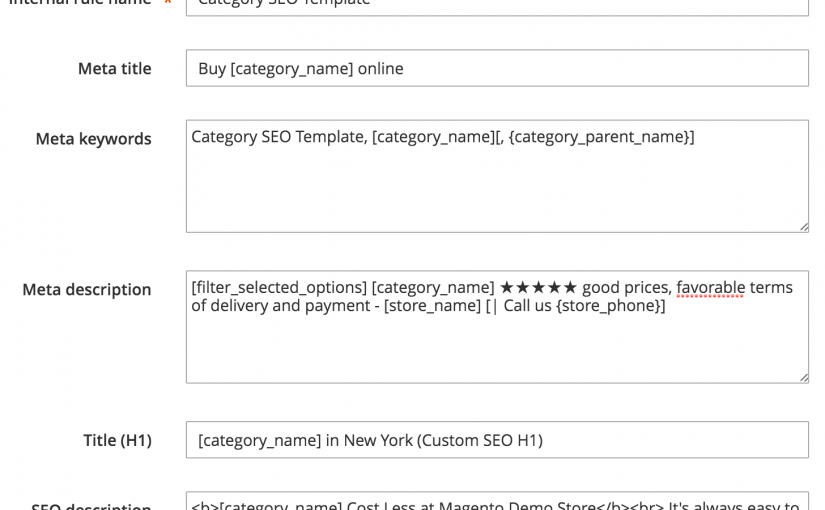 Internal rule name * Category SEO Template
Meta title Buy [category_name] online
Meta keywords Category SEO Template, [category_name][, {category_parent_name}]
Meta description [filter_selected_options] [category_name] ★★★★★ good prices, favorable terms
of delivery and payment - [store_name] [| Call us {store_phone}]
Title (H1) [category_name] in New York (Custom SEO H1)
SEO description <b>[category_name] Cost Less at Magento Demo Store</b><br> It's always easy to